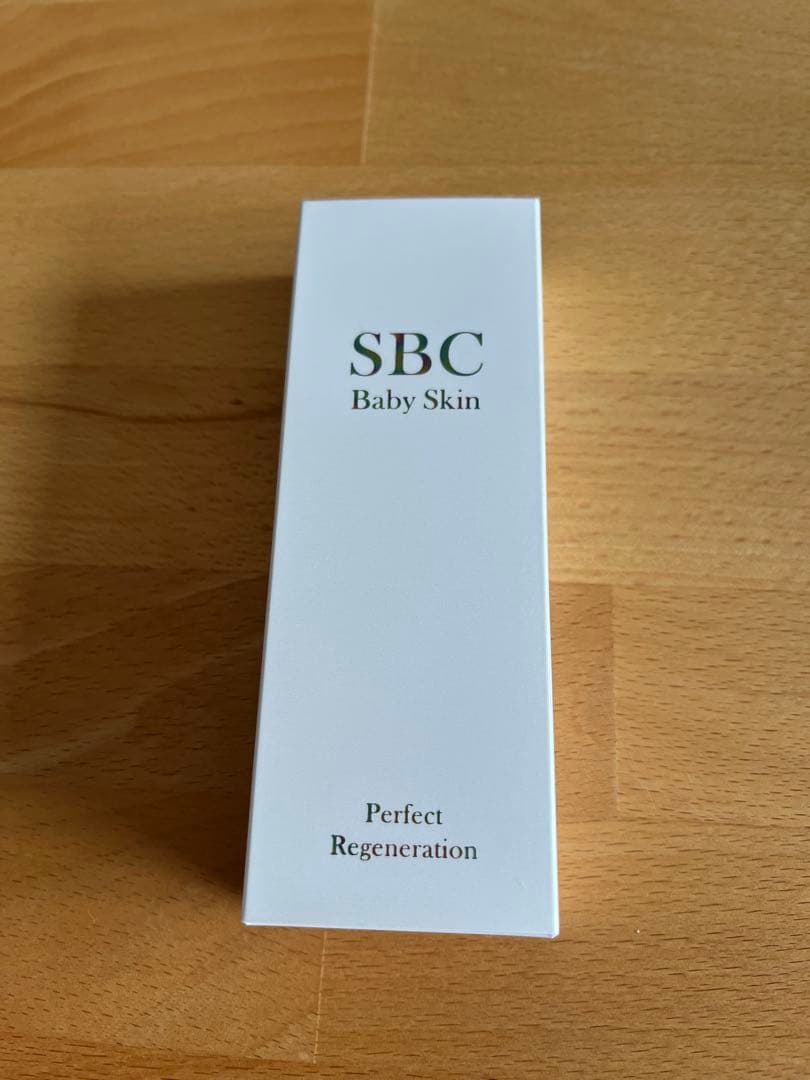 SBC
Baby Skin
Perfect
Regeneration